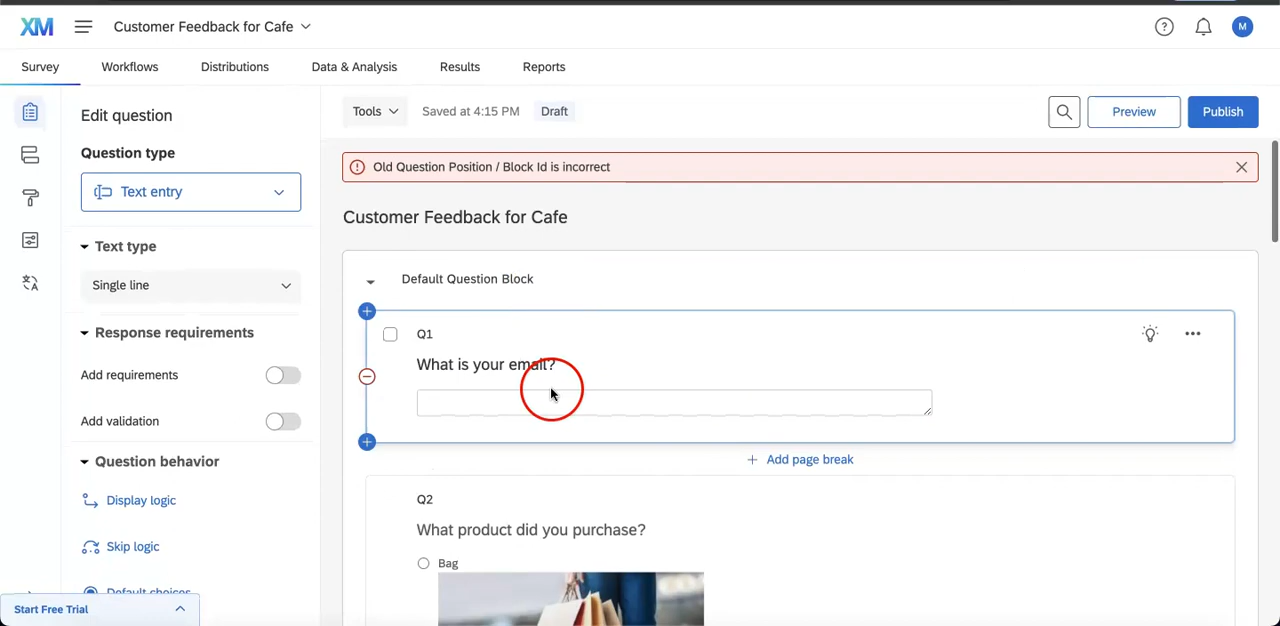 XM
Customer Feedback for Cafe
M
Survey
Workflows
Distributions
Data & Analysis
Results
Reports
Edit question
Question type
Text entry
Text type
Single line
Response requirements
Add requirements
Add validation
Question behavior
Display logic
Skip logic
Default choices
Start Free Trial
Tools
Saved at 4:15 PM
Draft
Preview
Publish
Old Question Position / Block Id is incorrect
Customer Feedback for Cafe
Default Question Block
Q1
What is your email?
Add page break
Q2
What product did you purchase?
Bag